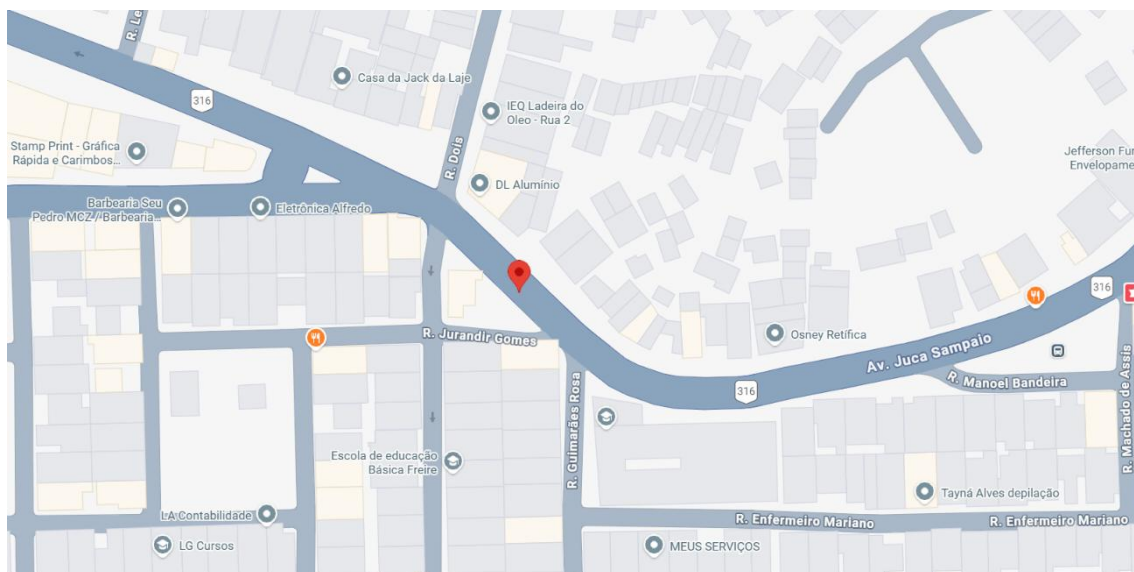 R. Le
316
Casa da Jack da Laje
IEQ Ladeira do
Oleo - Rua 2
Stamp Print - Gráfica
Rápida e Carimbos...
R. Dois
Jefferson Fur
Envelopame
DL Alumínio
Barbearia Seu
Pedro MCZ / Barbearia...
Eletrônica Alfredo
316
R. Jurandir Gomes
Osney Retífica
Av. Juca Sampaio
R. Manoel Bandeira
316
R. Guimarães Rosa
R. Machado de Assis
Escola de educação
Básica Freire
Tayná Alves depilação
LA Contabilidade
R. Enfermeiro Mariano
R. Enfermeiro Mariano
LG Cursos
MEUS SERVIÇOS